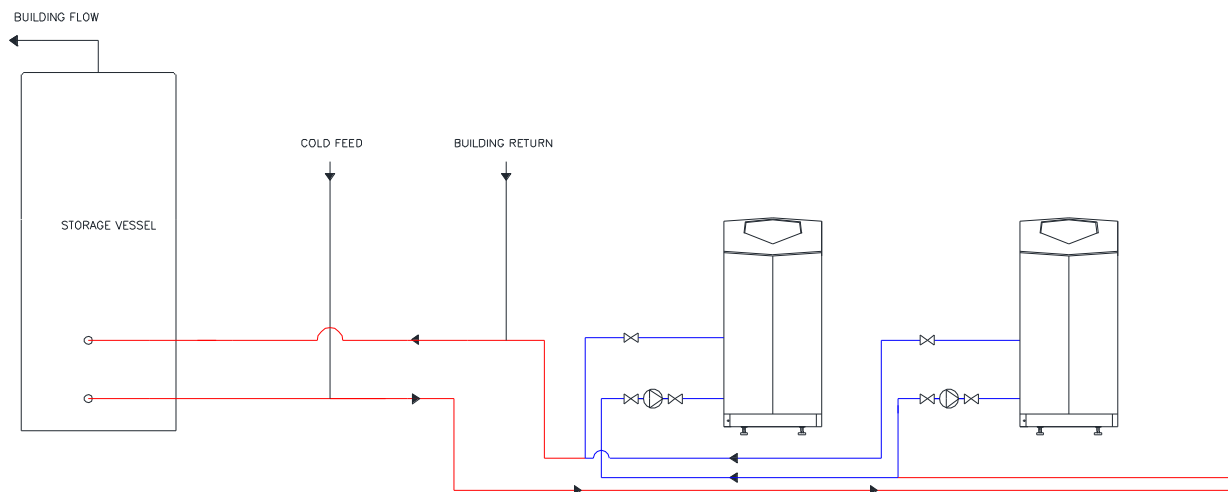 BUILDING FLOW
COLD FEED
BUILDING RETURN
STORAGE VESSEL